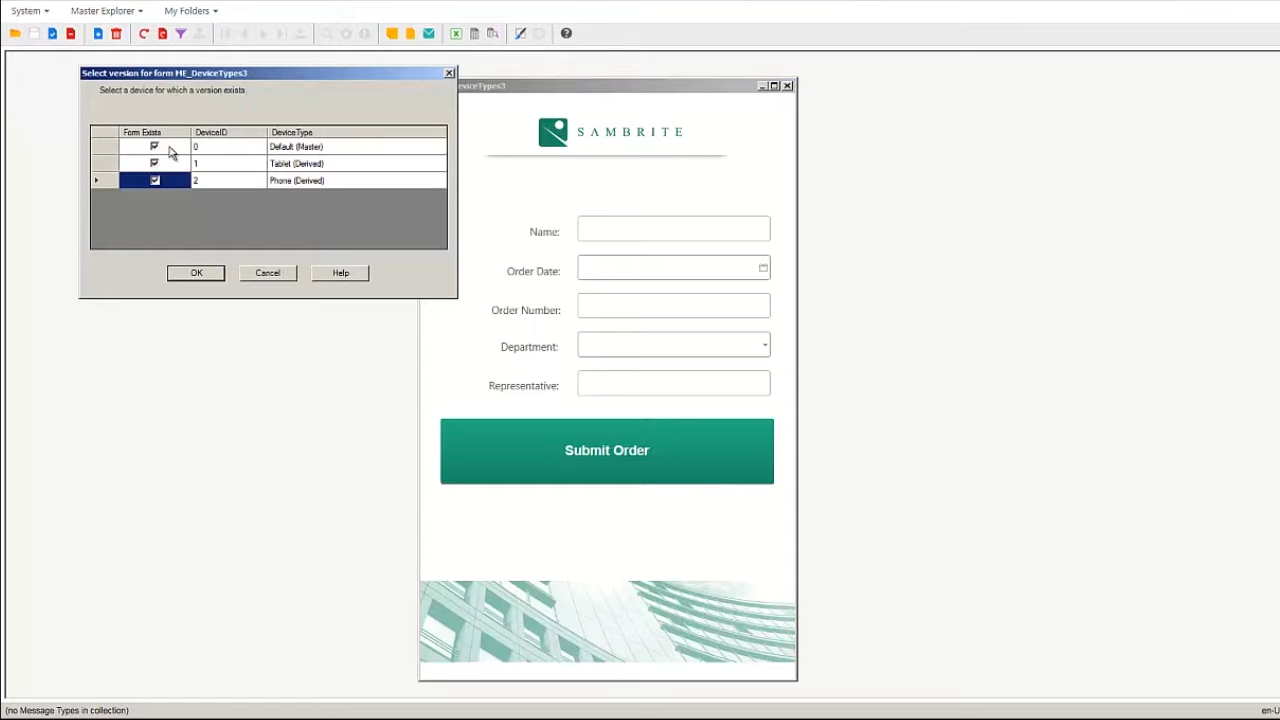 System
Master Explorer
My Folders
Select version for form ME_DeviceTypes3
Select a device for which a version exists.
Form Exists DeviceID DeviceType
0 Default (Master)
1 Tablet (Derived)
2 Phone (Derived)
OK Cancel Help
eviceTypes3
SAMBRITE
Name:
Order Date:
Order Number:
Department:
Representative:
Submit Order
(no Message Types in collection)
en-U